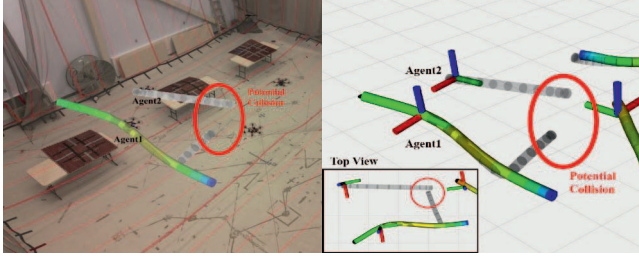 Agent2
Agent1
Potential
Collision
Agent2
Agent1
Top View
Potential
Collision